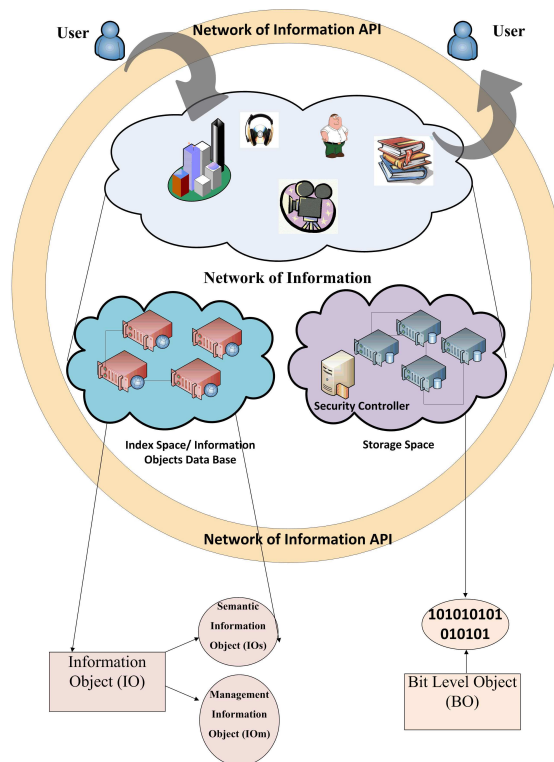 Network of Information API
User
User
Network of Information
Security Controller
Index Space/ Information
Objects Data Base
Storage Space
Network of Information API
Semantic
Information
Object (IOs)
Information
Object (IO)
Management
Information
Object (IOm)
101010101
010101
Bit Level Object
(BO)